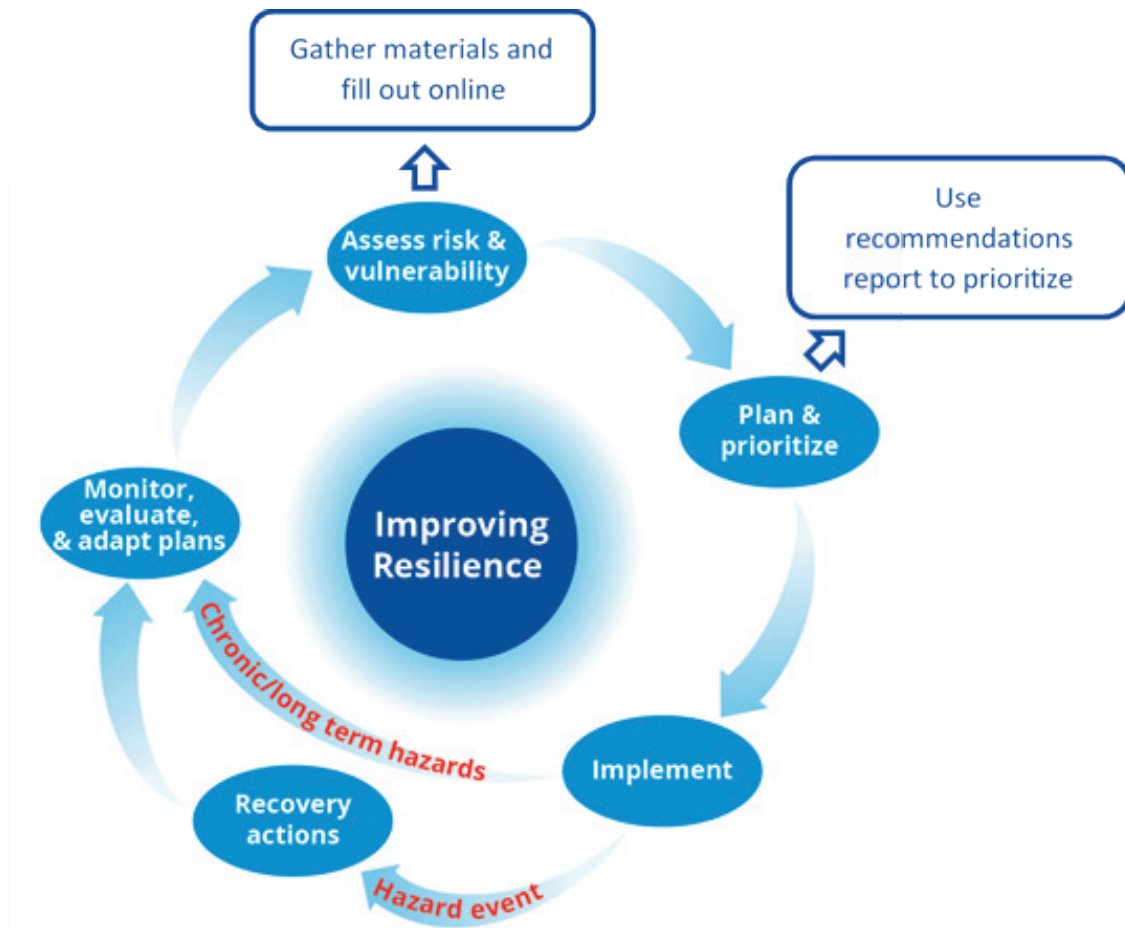 Gather materials and
fill out online
Use
recommendations
report to prioritize
Assess risk &
vulnerability
Plan &
prioritize
Monitor,
evaluate,
& adapt plans
Improving
Resilience
Chronic/long term hazards
Implement
Recovery
actions
Hazard event